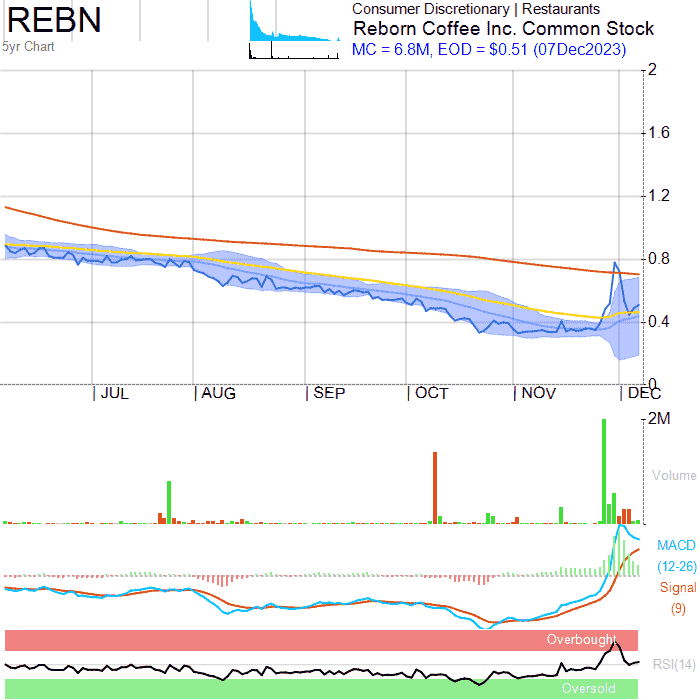 REBN
5yr Chart
Consumer Discretionary | Restaurants
Reborn Coffee Inc. Common Stock
MC = 6.8M, EOD = $0.51 (07Dec2023)
2
1.6
1.2
0.8
0.4
0
JUL AUG SEP OCT NOV DEC
2M
Volume
MACD
(12-26)
Signal
(9)
Overbought
RSI(14)
Oversold